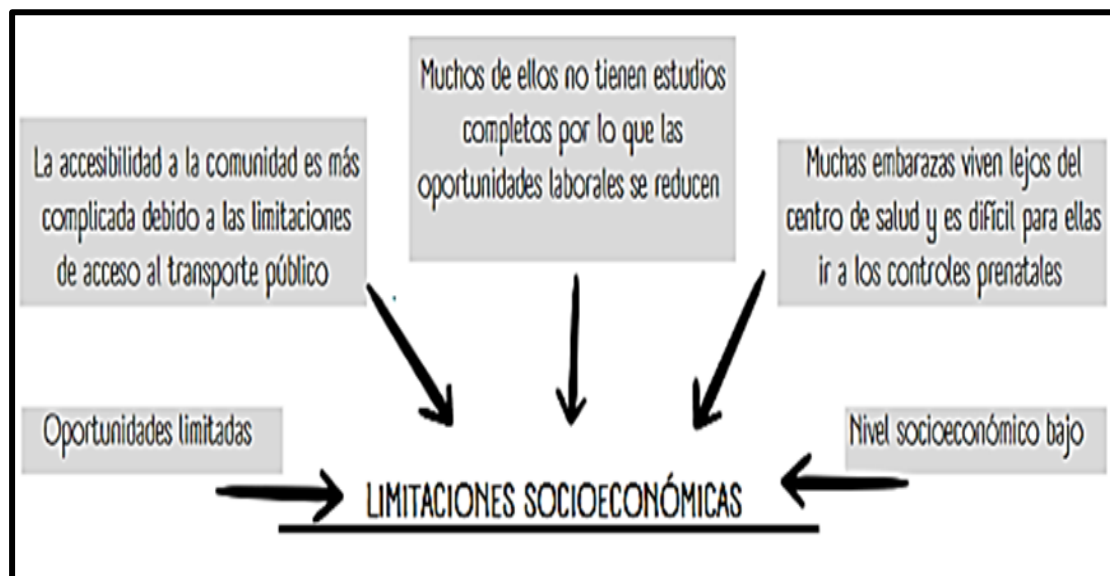 La accesibilidad a la comunidad es más
complicada debido a las limitaciones
de acceso al transporte público
Muchos de ellos no tienen estudios
completos por lo que las
oportunidades laborales se reducen
Muchas embarazas viven lejos del
centro de salud y es difícil para ellas
ir a los controles prenatales
Oportunidades limitadas
Nivel socioeconómico bajo
LIMITACIONES SOCIOECONÓMICAS